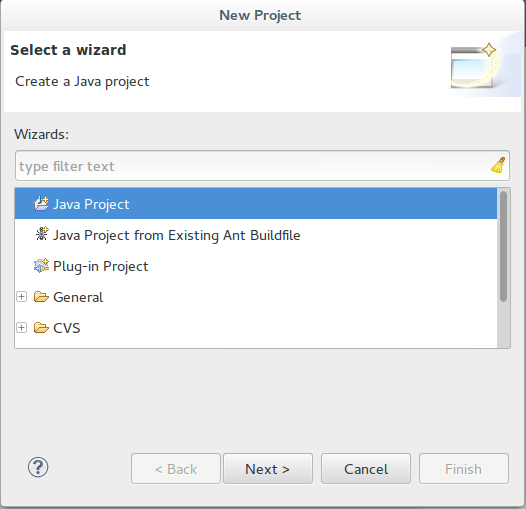 New Project
Select a wizard
Create a Java project
Wizards:
type filter text
Java Project
Java Project from Existing Ant Buildfile
Plug-in Project
General
CVS
? < Back Next > Cancel Finish